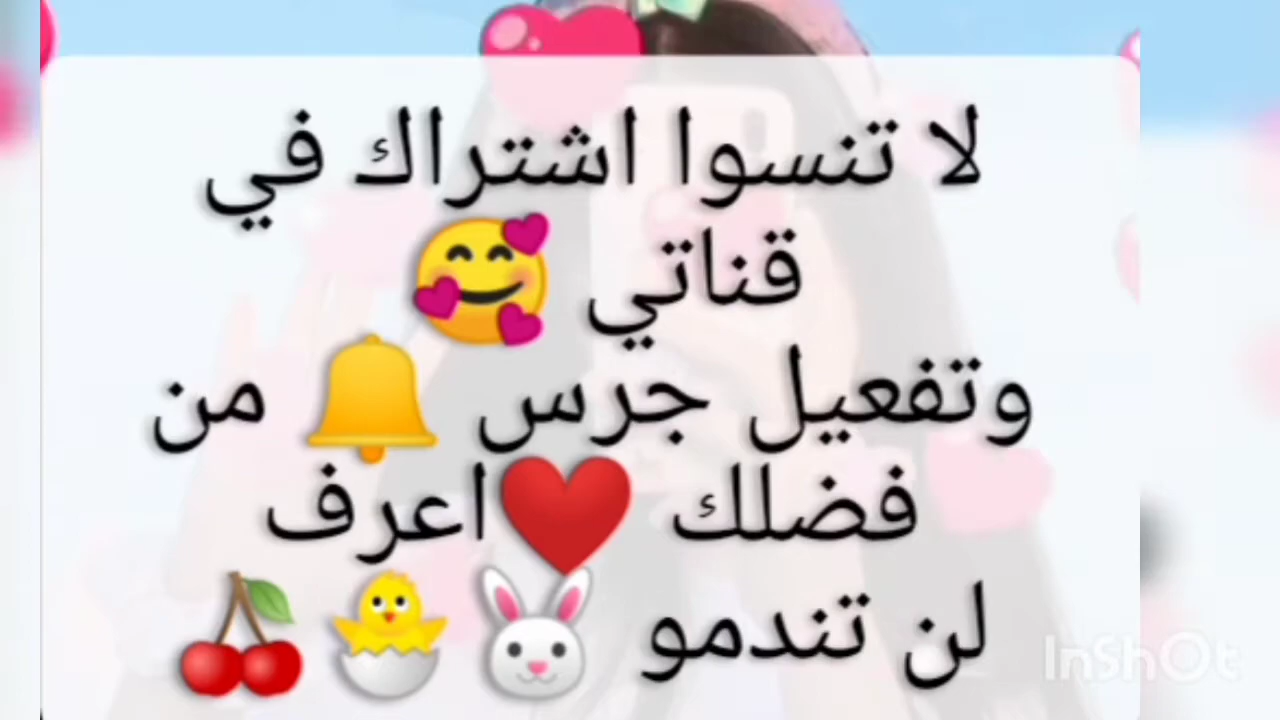 لا تنسوا اشتراك في
قناتي 🥰
وتفعيل جرس 🔔 من
فضلك ❤️اعرف
لن تندمو 🐰🐣🍒
InShOt